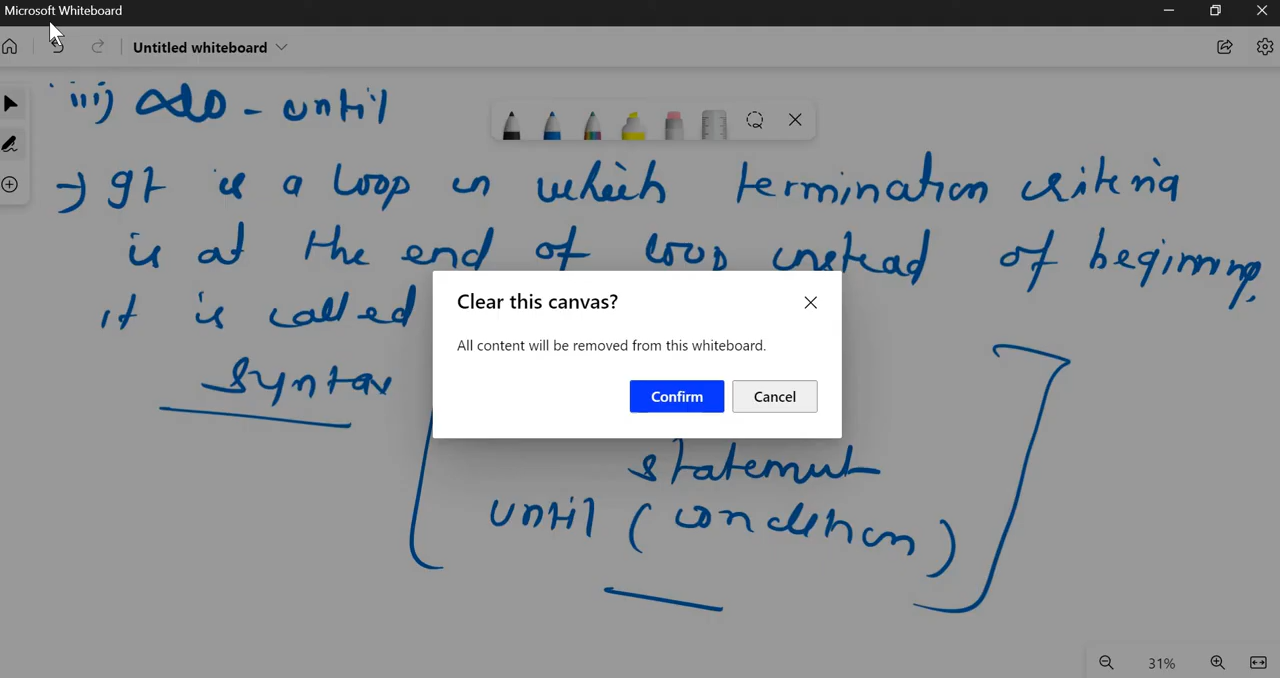 Microsoft Whiteboard
Untitled whiteboard
iii) do - until
→ It is a loop in which termination criteria
is at the end of loop instead of beginning,
it is called
Clear this canvas?
All content will be removed from this whiteboard.
Confirm Cancel
Syntax
statement
until (condition)
31%